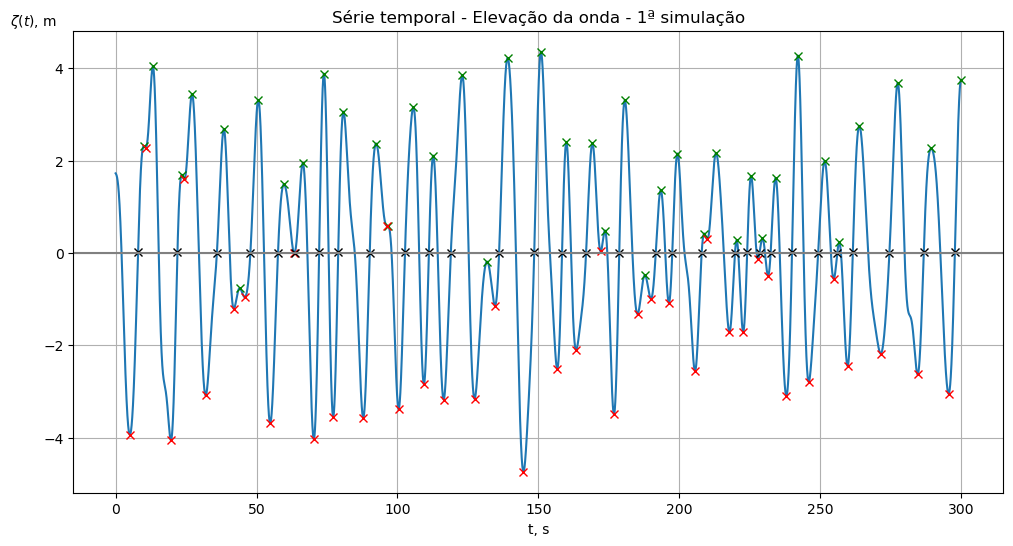 Série temporal - Elevação da onda - 1ª simulação
ζ(t), m
4
2
0
−2
−4
0 50 100 150 200 250 300
t, s